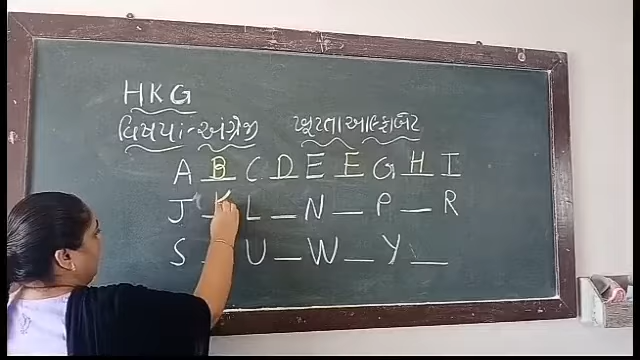 HKG
વિષયઃ-અંગ્રેજી ખૂટતા આલ્ફાબેટ
A B C D E E G H I
J K L _ N _ P _ R
S _ U _ W _ Y _